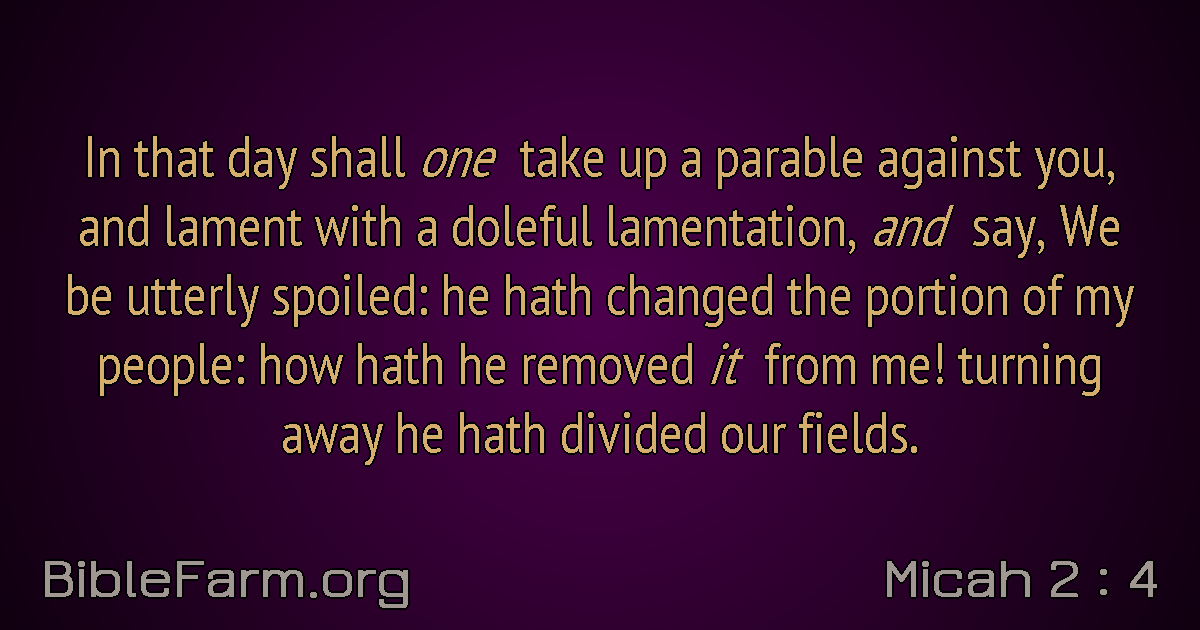 In that day shall one take up a parable against you,
and lament with a doleful lamentation, and say, We
be utterly spoiled: he hath changed the portion of my
people: how hath he removed it from me! turning
away he hath divided our fields.
BibleFarm.org
Micah 2 : 4